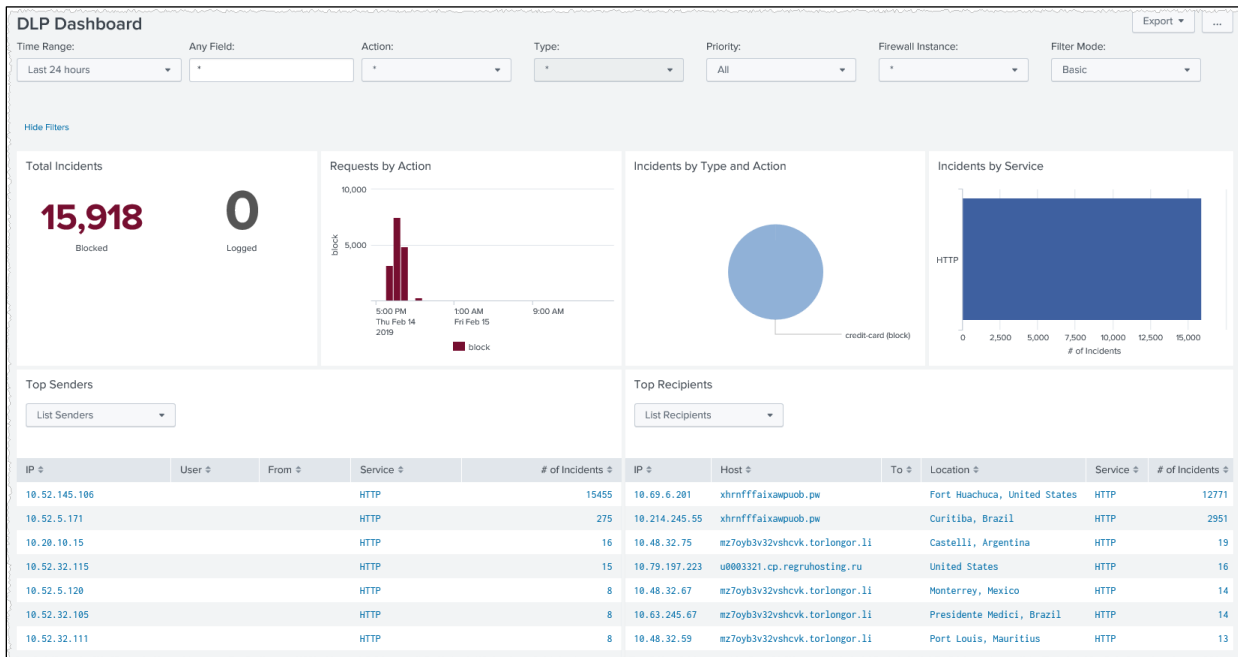 DLP Dashboard
Export
...
Time Range: Any Field: Action: Type: Priority: Firewall Instance: Filter Mode:
Last 24 hours * * * All * Basic
Hide Filters
Total Incidents
15,918
Blocked
0
Logged
Requests by Action
10,000
5,000
block
5:00 PM
Thu Feb 14
2019
1:00 AM
Fri Feb 15
9:00 AM
block
Incidents by Type and Action
credit-card (block)
Incidents by Service
HTTP
0 2,500 5,000 7,500 10,000 12,500 15,000
# of Incidents
Top Senders
List Senders
IP User From Service # of Incidents
10.52.145.106 HTTP 15455
10.52.5.171 HTTP 275
10.20.10.15 HTTP 16
10.52.32.115 HTTP 15
10.52.5.120 HTTP 8
10.52.32.105 HTTP 8
10.52.32.111 HTTP 8
Top Recipients
List Recipients
IP Host To Location Service # of Incidents
10.69.6.201 xhrnfffaixawpuob.pw Fort Huachuca, United States HTTP 12771
10.214.245.55 xhrnfffaixawpuob.pw Curitiba, Brazil HTTP 2951
10.48.32.75 mz7oyb3v32vshcvk.torlongor.li Castelli, Argentina HTTP 19
10.79.197.223 u0003321.cp.regruhosting.ru United States HTTP 16
10.48.32.67 mz7oyb3v32vshcvk.torlongor.li Monterrey, Mexico HTTP 14
10.63.245.67 mz7oyb3v32vshcvk.torlongor.li Presidente Medici, Brazil HTTP 14
10.48.32.59 mz7oyb3v32vshcvk.torlongor.li Port Louis, Mauritius HTTP 13